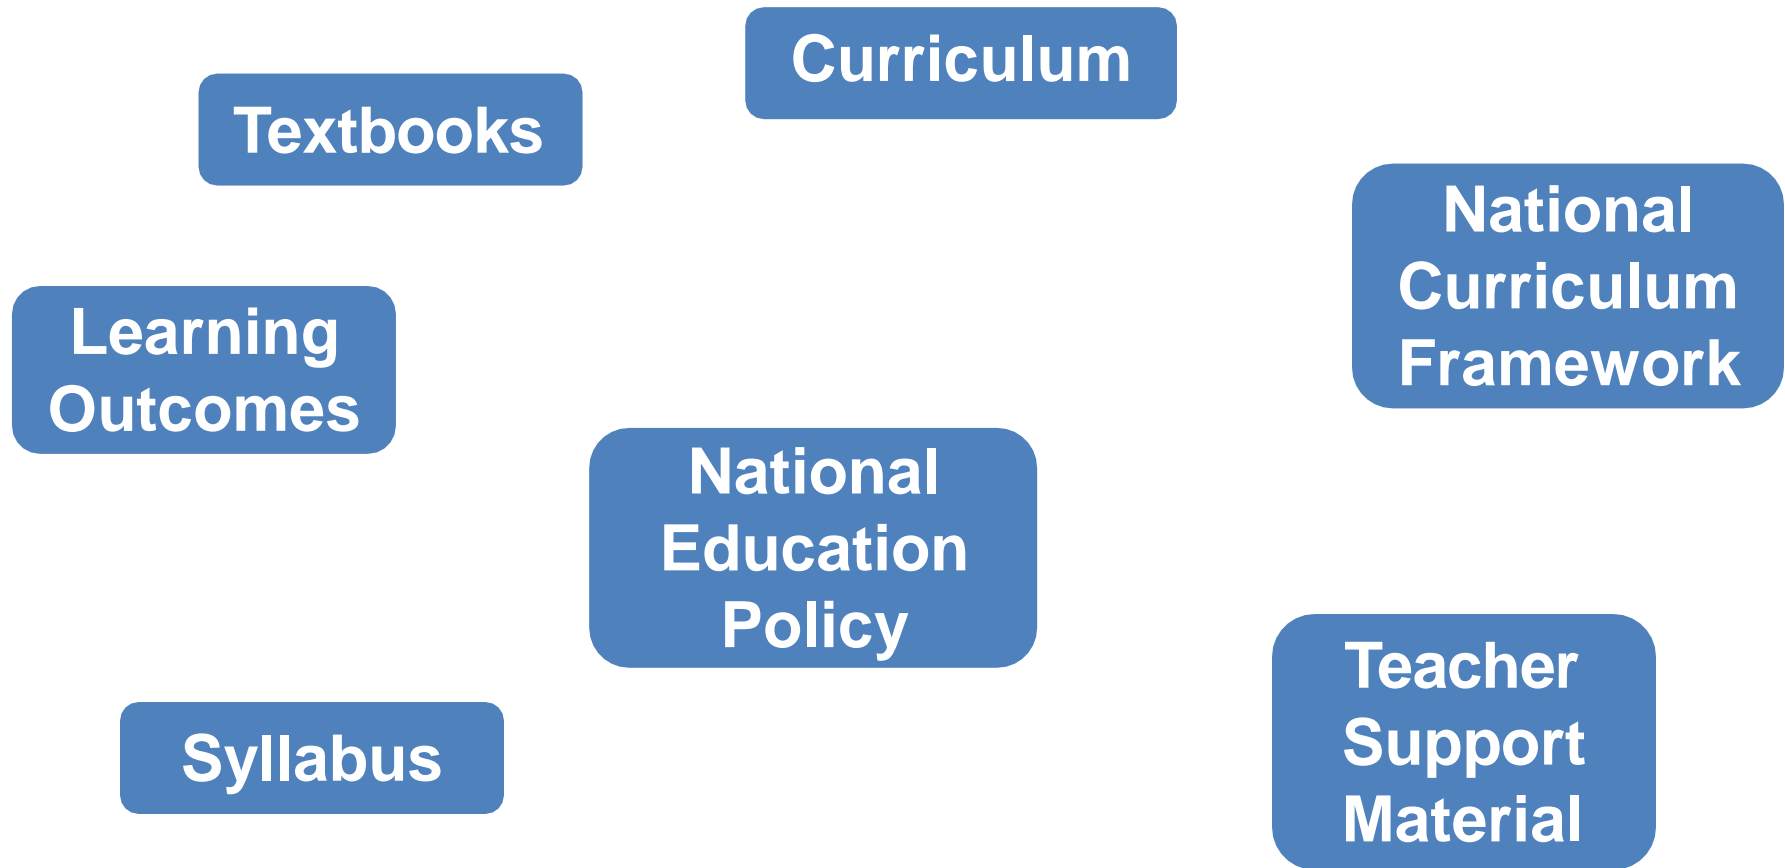 Curriculum
Textbooks
National
Curriculum
Framework
Learning
Outcomes
National
Education
Policy
Teacher
Support
Material
Syllabus